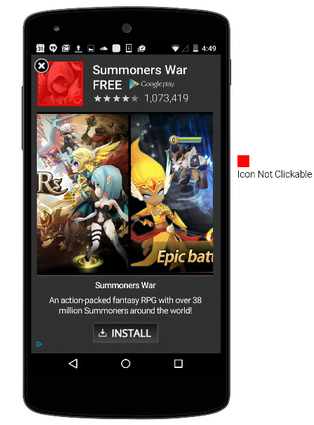 4:49
Summoners War
FREE Google play
1,073,419
Rs
Epic batt
Summoners War
An action-packed fantasy RPG with over 38
million Summoners around the world!
INSTALL
Icon Not Clickable